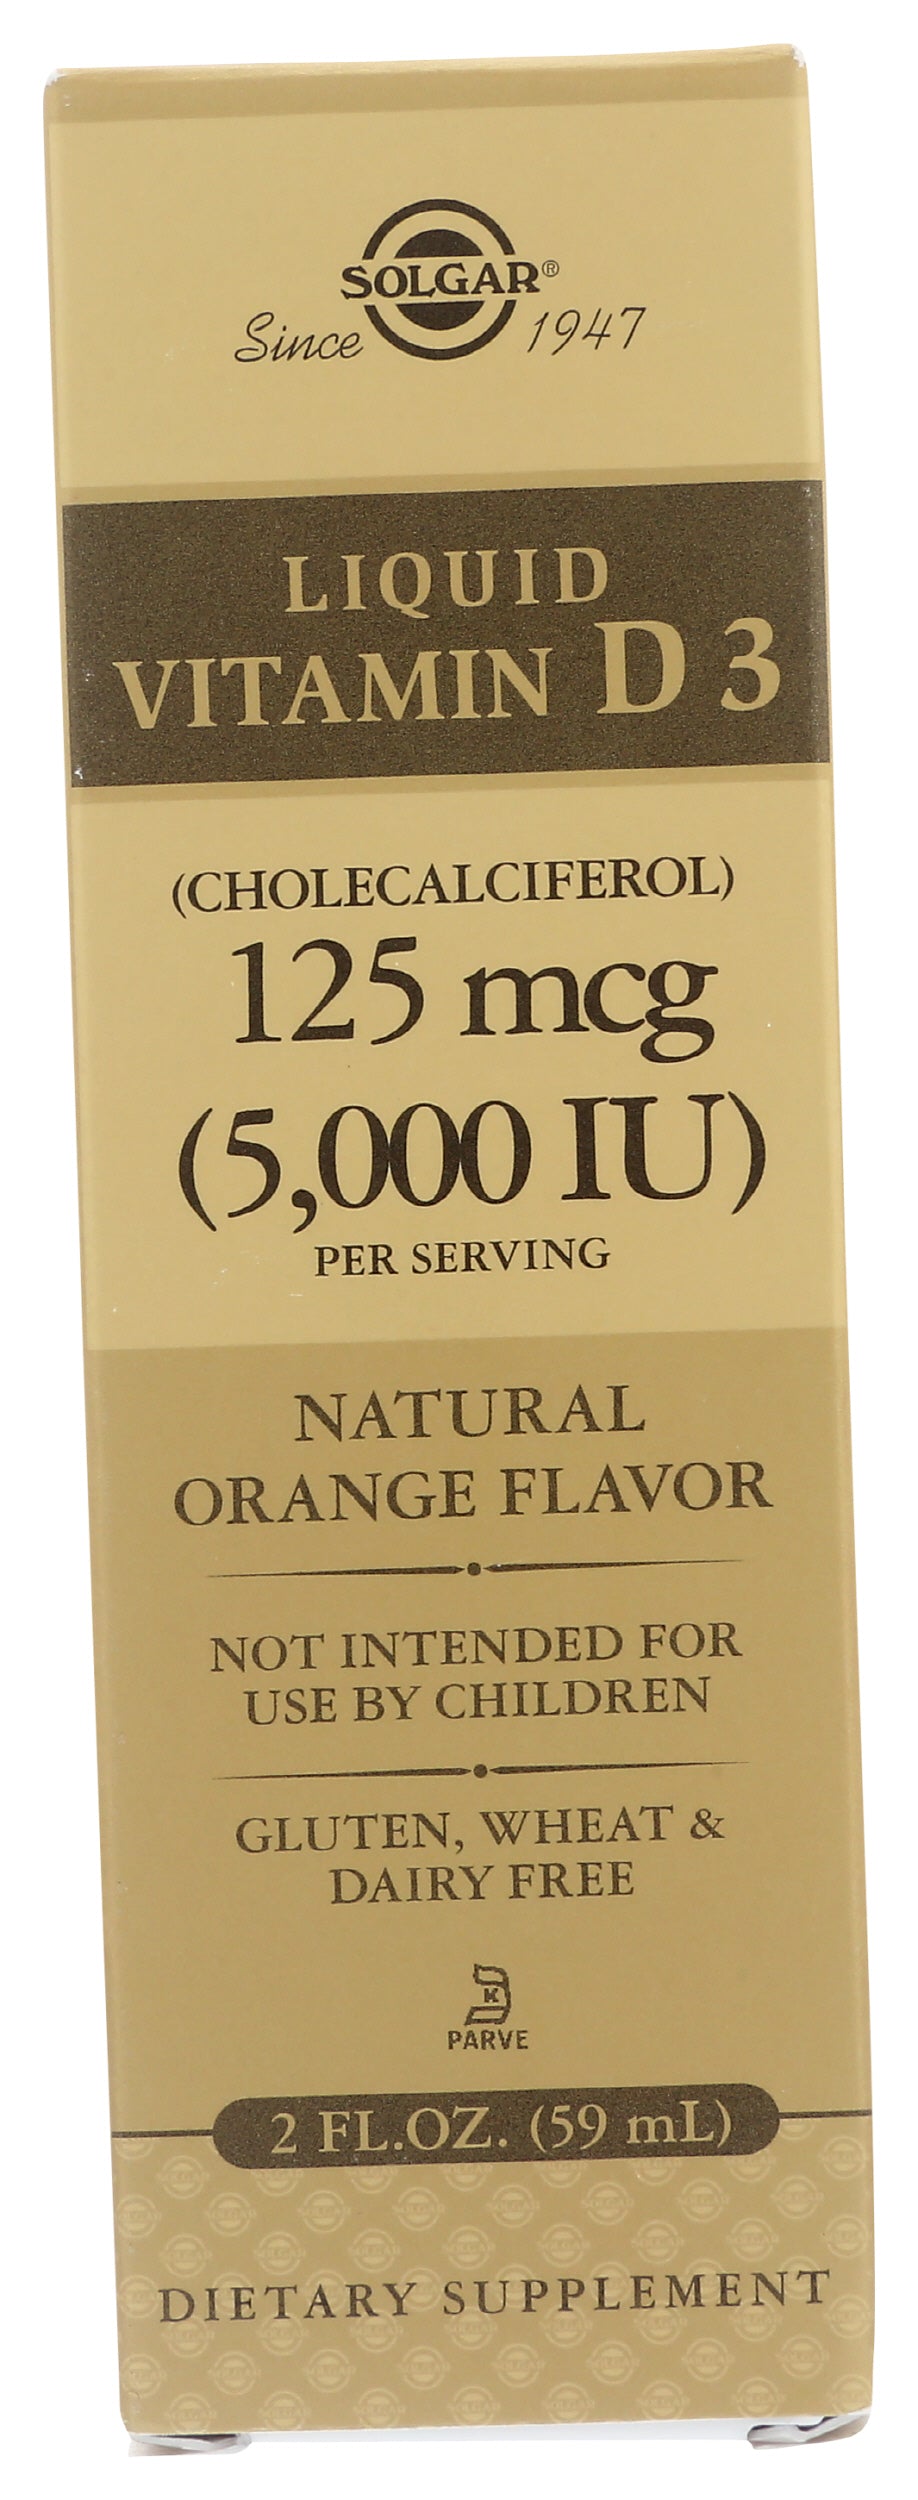 SOLGAR®
Since 1947
LIQUID
VITAMIN D 3
(CHOLECALCIFEROL)
125 mcg
(5,000 IU)
PER SERVING
NATURAL
ORANGE FLAVOR
NOT INTENDED FOR
USE BY CHILDREN
GLUTEN, WHEAT &
DAIRY FREE
K
PARVE
2 FL.OZ. (59 mL)
DIETARY SUPPLEMENT